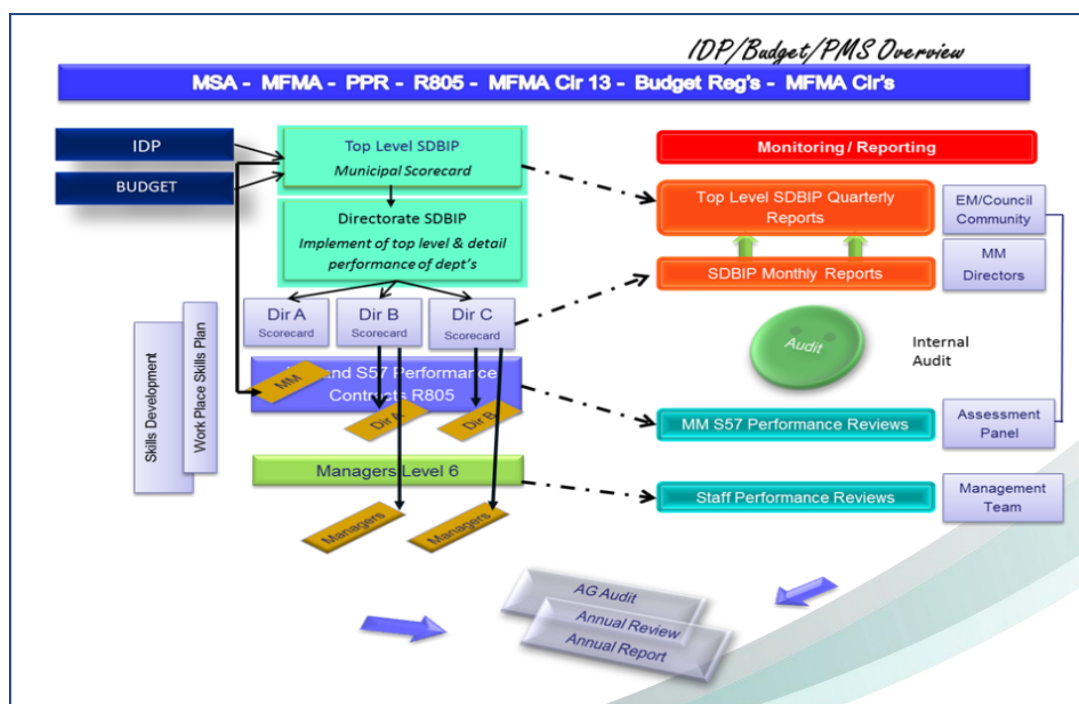 IDP/Budget/PMS Overview
MSA - MFMA - PPR - R805 - MFMA Cir 13 - Budget Reg's - MFMA Cir's
IDP
BUDGET
Top Level SDBIP
Municipal Scorecard
Directorate SDBIP
Implement of top level & detail
performance of dept's
Dir A
Scorecard
Dir B
Scorecard
Dir C
Scorecard
Skills Development
Work Place Skills Plan
and S57 Performance
Contracts R805
MM
Dir A
Dir B
Managers Level 6
Managers
Managers
Monitoring / Reporting
Top Level SDBIP Quarterly
Reports
EM/Council
Community
SDBIP Monthly Reports
MM
Directors
Audit
Internal
Audit
MM S57 Performance Reviews
Assessment
Panel
Staff Performance Reviews
Management
Team
AG Audit
Annual Review
Annual Report